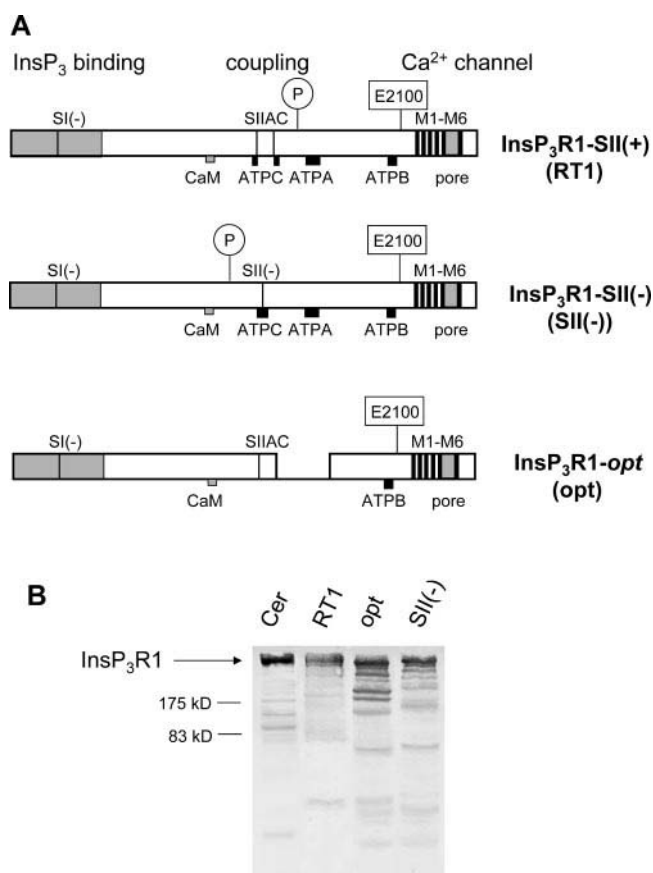 A
InsP3 binding coupling Ca2+ channel
P E2100
SI(-) SIIAC M1-M6
InsP3R1-SII(+)
(RT1)
CaM ATPC ATPA ATPB pore
P E2100
SI(-) SII(-) M1-M6
InsP3R1-SII(-)
(SII(-))
CaM ATPC ATPA ATPB pore
E2100
SI(-) SIIAC M1-M6
InsP3R1-opt
(opt)
CaM ATPB pore
B
Cer RT1 opt SII(-)
InsP3R1
175 kD
83 kD